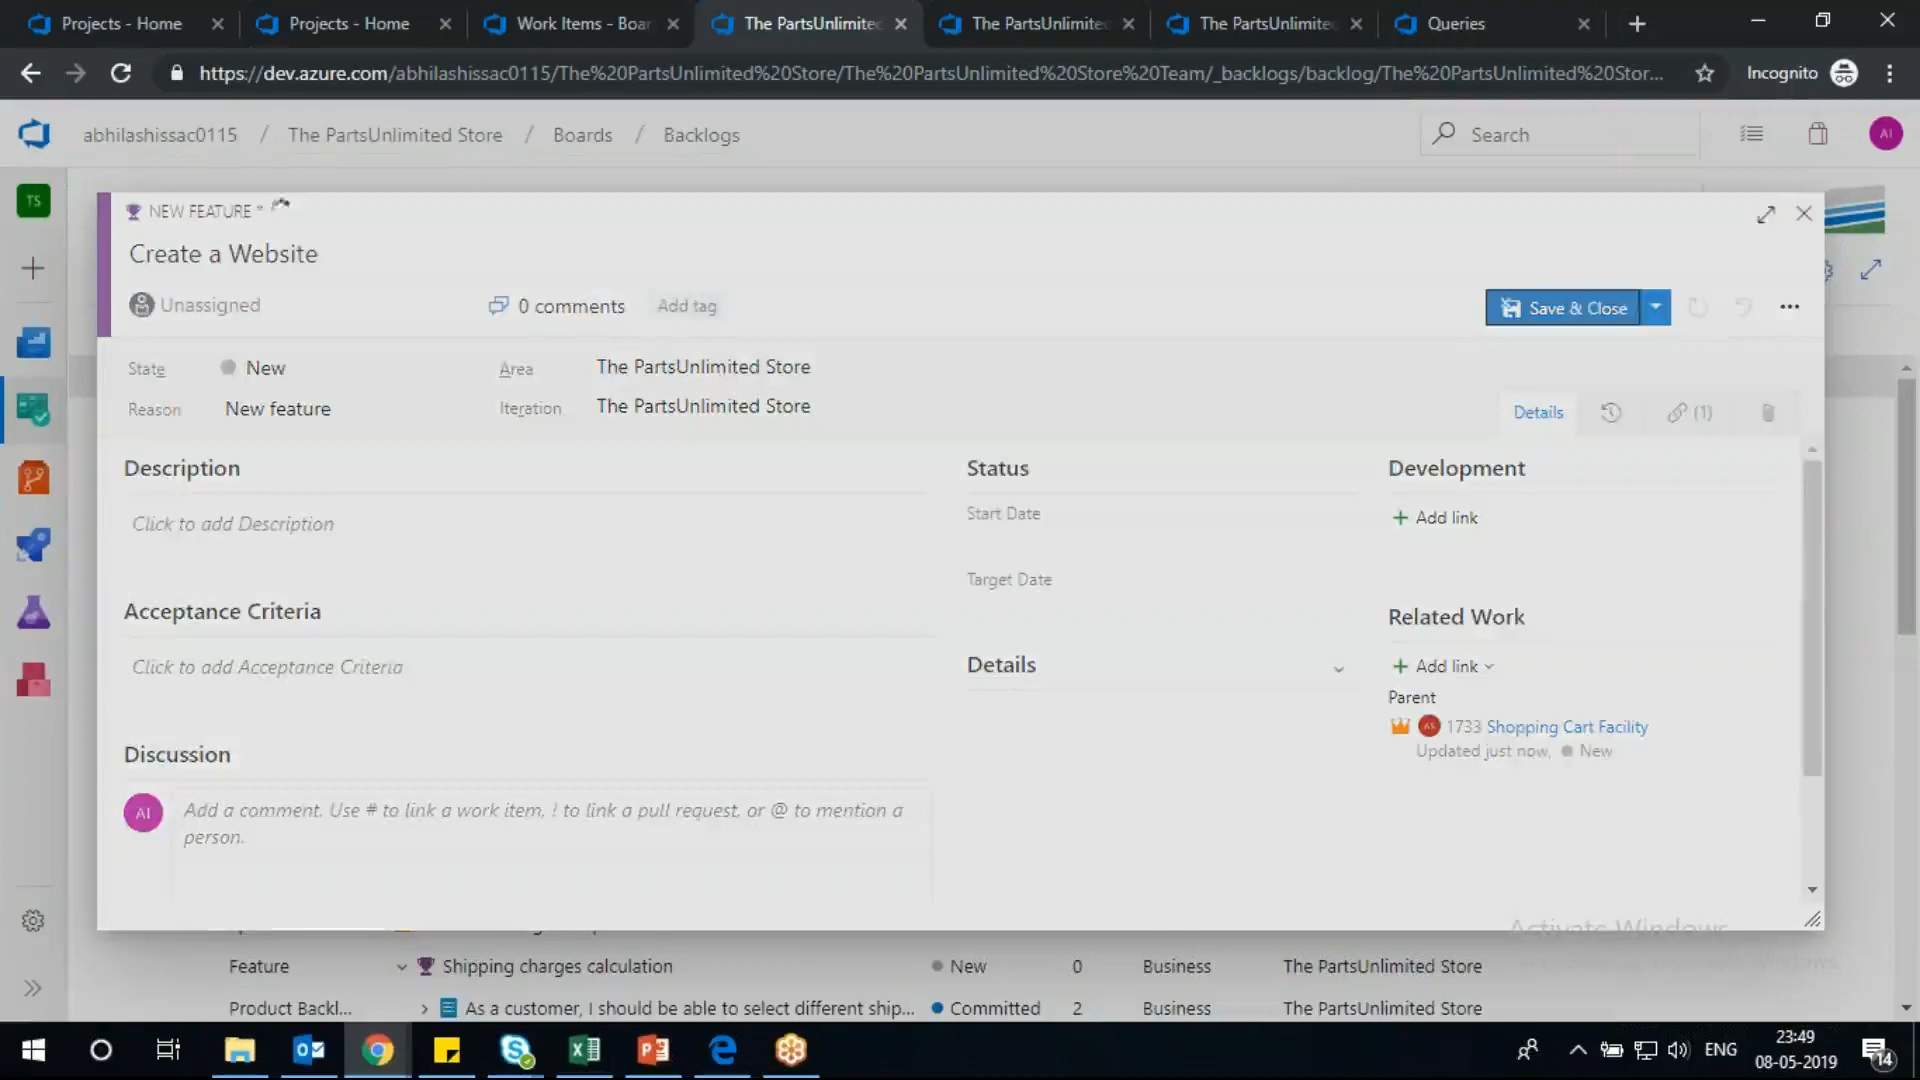 Projects - Home
Projects - Home
Work Items - Boar
The PartsUnlimited
The PartsUnlimite
The PartsUnlimite
Queries
https://dev.azure.com/abhilashissac0115/The%20PartsUnlimited%20Store/The%20PartsUnlimited%20Store%20Team/_backlogs/backlog/The%20PartsUnlimited%20Stor...
Incognito
abhilashissac0115 / The PartsUnlimited Store / Boards / Backlogs
Search
AI
TS
NEW FEATURE *
Create a Website
Unassigned
0 comments
Add tag
Save & Close
State
New
Area
The PartsUnlimited Store
Reason
New feature
Iteration
The PartsUnlimited Store
Details
(1)
Description
Click to add Description
Acceptance Criteria
Click to add Acceptance Criteria
Discussion
AI
Add a comment. Use # to link a work item, ! to link a pull request, or @ to mention a
person.
Status
Start Date
Target Date
Details
Development
Add link
Related Work
Add link
Parent
AS 1733 Shopping Cart Facility
Updated just now, New
Activate Windows
Feature
Shipping charges calculation
New
0
Business
The PartsUnlimited Store
Product Backl...
As a customer, I should be able to select different ship...
Committed
2
Business
The PartsUnlimited Store
ENG
23:49
08-05-2019
14